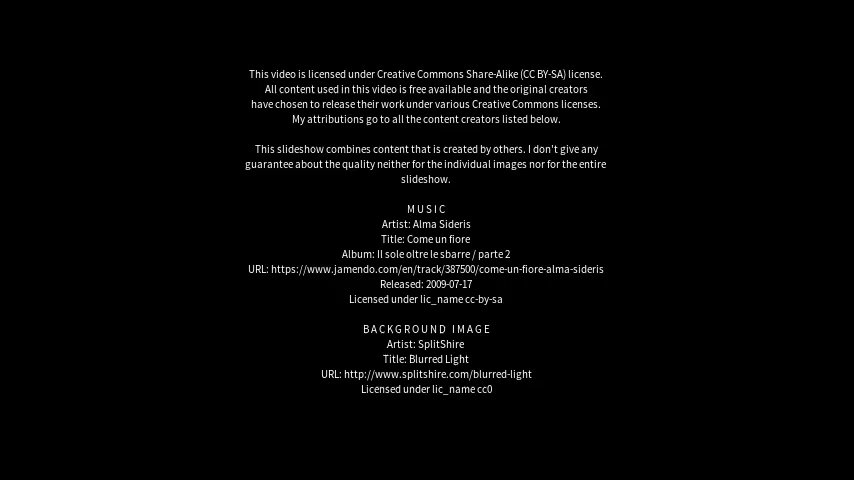 This video is licensed under Creative Commons Share-Alike (CC BY-SA) license.
All content used in this video is free available and the original creators
have chosen to release their work under various Creative Commons licenses.
My attributions go to all the content creators listed below.
This slideshow combines content that is created by others. I don't give any
guarantee about the quality neither for the individual images nor for the entire
slideshow.
MUSIC
Artist: Alma Sideris
Title: Come un fiore
Album: Il sole oltre le sbarre / parte 2
URL: https://www.jamendo.com/en/track/387500/come-un-fiore-alma-sideris
Released: 2009-07-17
Licensed under lic_name cc-by-sa
BACKGROUND IMAGE
Artist: SplitShire
Title: Blurred Light
URL: http://www.splitshire.com/blurred-light
Licensed under lic_name cc0